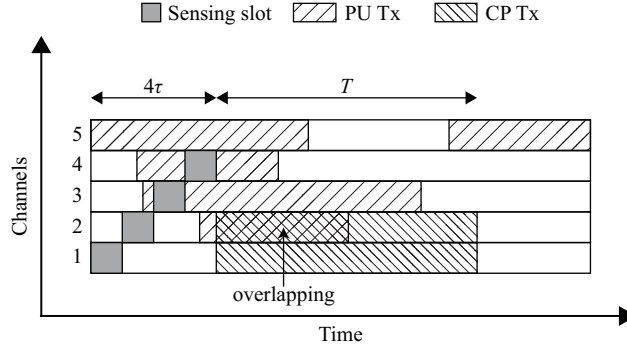 Sensing slot PU Tx CP Tx
4τ T
5
4
3
2
1
overlapping
Channels
Time